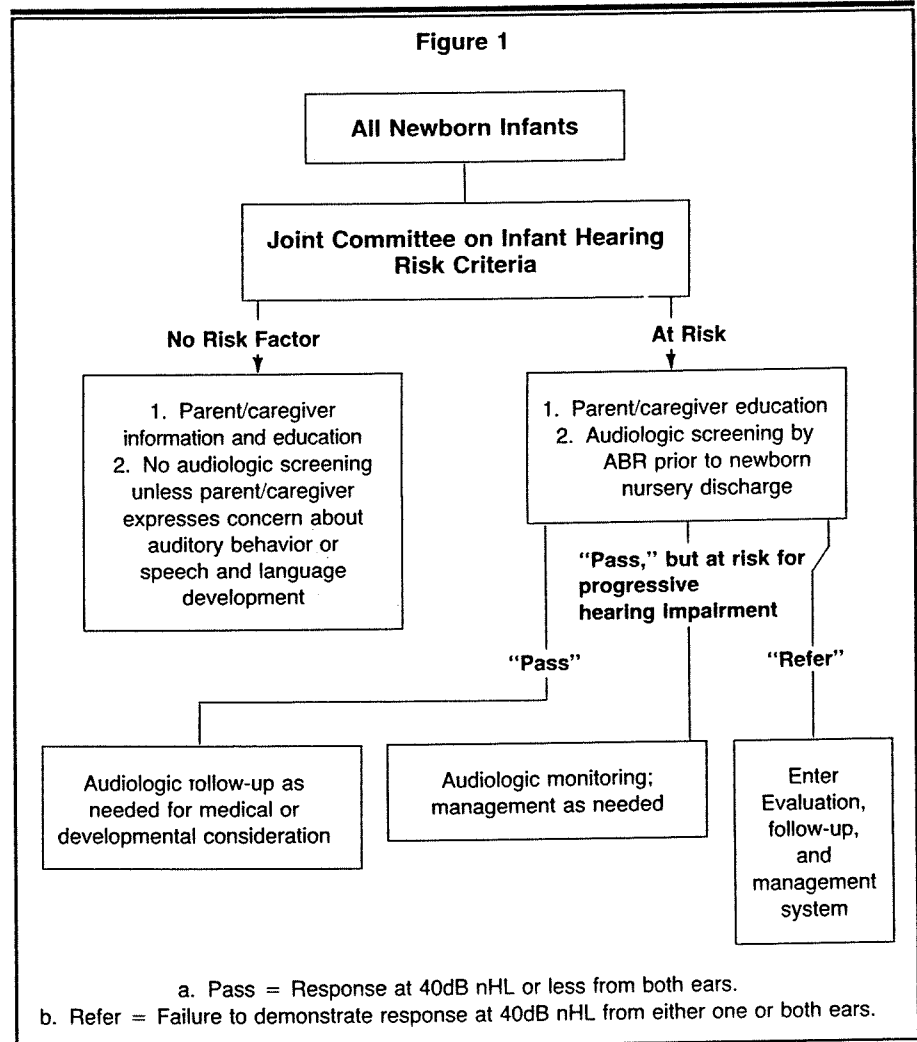 Figure 1
All Newborn Infants
Joint Committee on Infant Hearing
Risk Criteria
No Risk Factor
At Risk
1. Parent/caregiver
information and education
2. No audiologic screening
unless parent/caregiver
expresses concern about
auditory behavior or
speech and language
development
1. Parent/caregiver education
2. Audiologic screening by
ABR prior to newborn
nursery discharge
"Pass," but at risk for
progressive
hearing impairment
"Pass"
"Refer"
Audiologic follow-up as
needed for medical or
developmental consideration
Audiologic monitoring;
management as needed
Enter
Evaluation,
follow-up,
and
management
system
a. Pass = Response at 40dB nHL or less from both ears.
b. Refer = Failure to demonstrate response at 40dB nHL from either one or both ears.